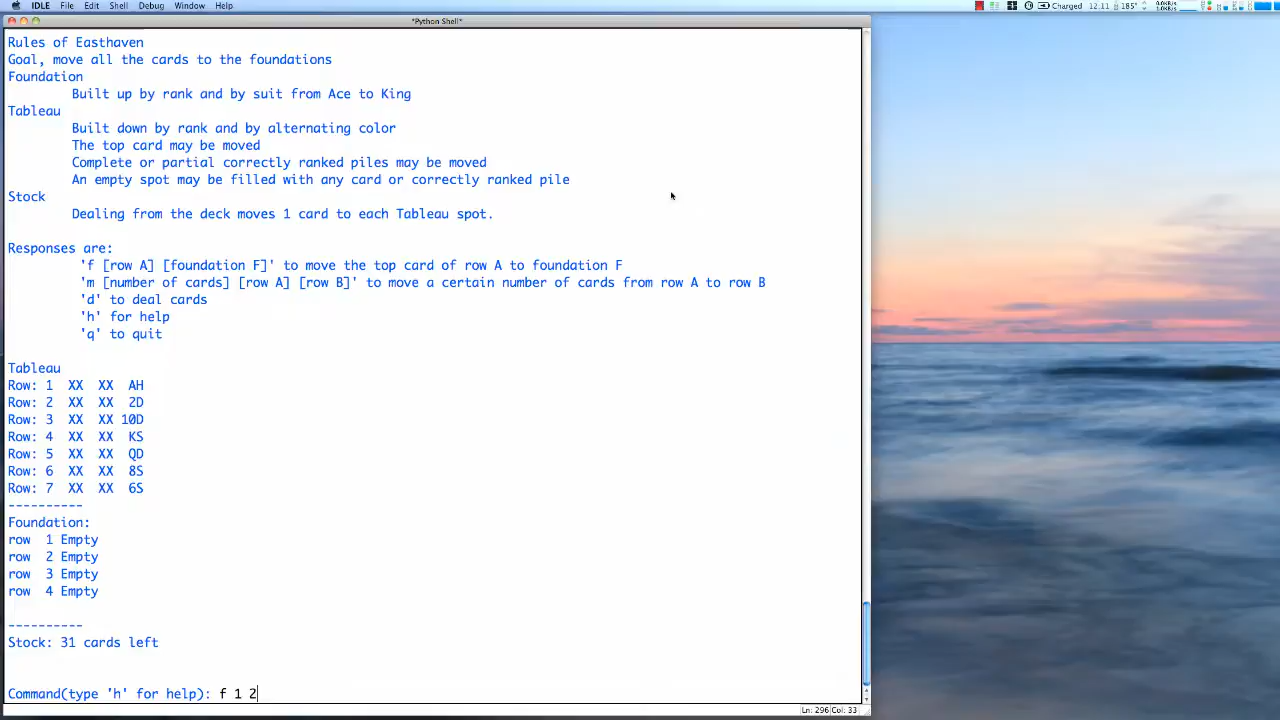 IDLE File Edit Shell Debug Window Help Charged 12.11 185°
*Python Shell*
Rules of Easthaven
Goal, move all the cards to the foundations
Foundation
Built up by rank and by suit from Ace to King
Tableau
Built down by rank and by alternating color
The top card may be moved
Complete or partial correctly ranked piles may be moved
An empty spot may be filled with any card or correctly ranked pile
Stock
Dealing from the deck moves 1 card to each Tableau spot.
Responses are:
'f [row A] [foundation F]' to move the top card of row A to foundation F
'm [number of cards] [row A] [row B]' to move a certain number of cards from row A to row B
'd' to deal cards
'h' for help
'q' to quit
Tableau
Row: 1 XX XX AH
Row: 2 XX XX 2D
Row: 3 XX XX 10D
Row: 4 XX XX KS
Row: 5 XX XX QD
Row: 6 XX XX 8S
Row: 7 XX XX 6S
----------
Foundation:
row 1 Empty
row 2 Empty
row 3 Empty
row 4 Empty
----------
Stock: 31 cards left
Command(type 'h' for help): f 1 2
Ln: 296 Col: 33